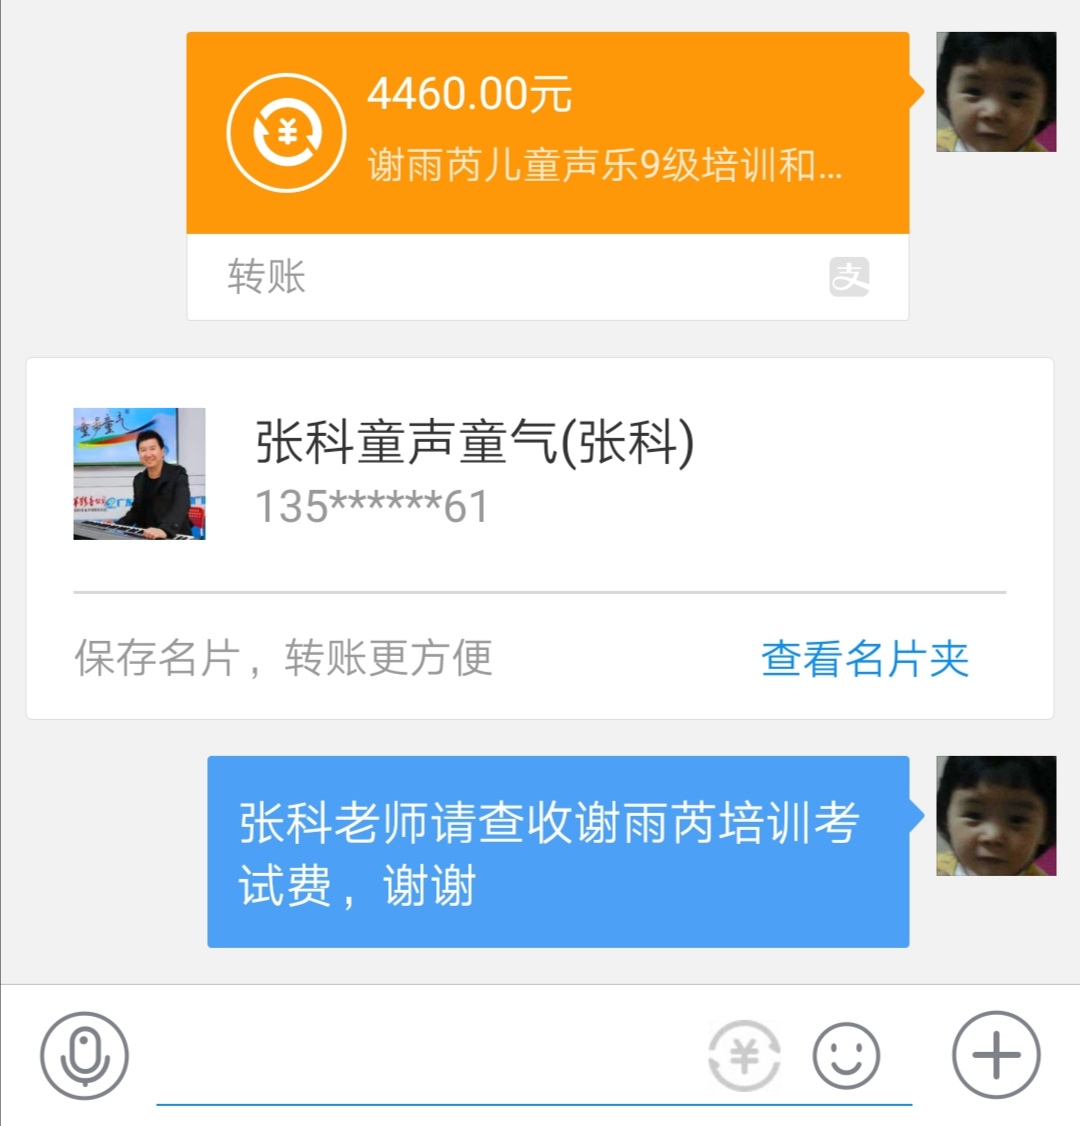 4460.00元
谢雨芮儿童声乐9级培训和...
转账
支
童声童气
张科童声童气(张科)
135******61
保存名片，转账更方便
查看名片夹
张科老师请查收谢雨芮培训考
试费，谢谢